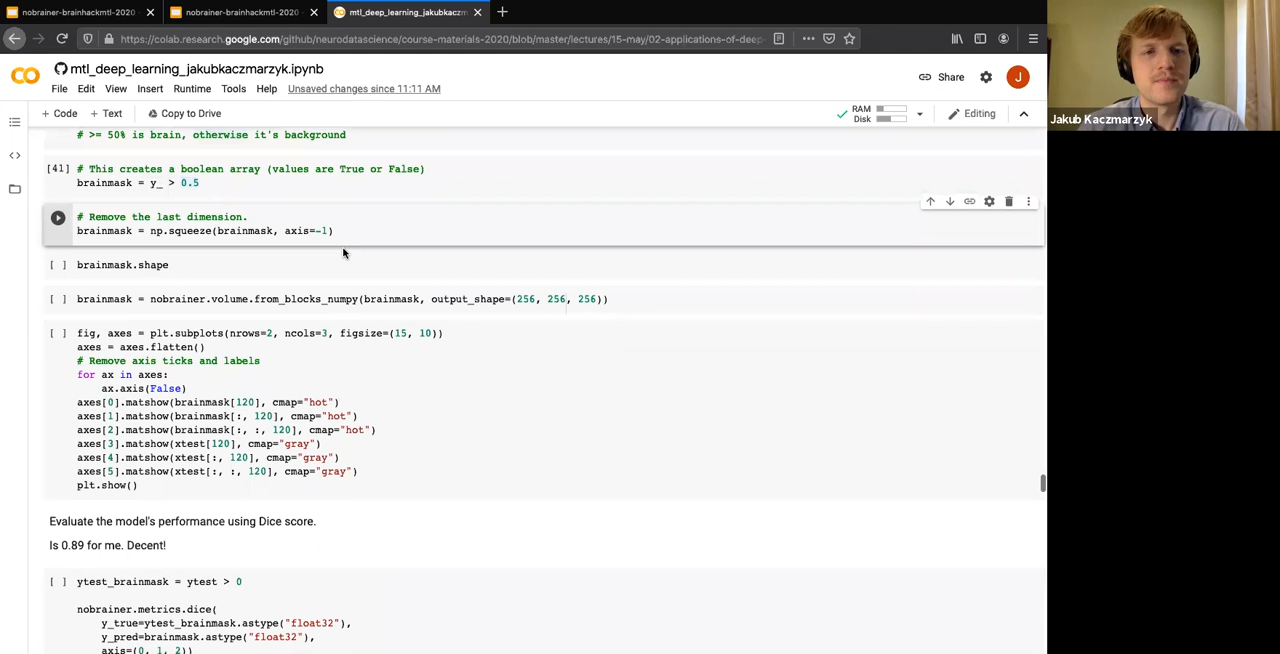 nobrainer-brainhackmtl-2020
nobrainer-brainhackmtl-2020
mtl_deep_learning_jakubkaczm
https://colab.research.google.com/github/neurodatascience/course-materials-2020/blob/master/lectures/15-may/02-applications-of-deep-
CO
mtl_deep_learning_jakubkaczmarzyk.ipynb
Share
J
File Edit View Insert Runtime Tools Help Unsaved changes since 11:11 AM
+ Code + Text Copy to Drive
RAM
Disk
Editing
Jakub Kaczmarzyk
# >= 50% is brain, otherwise it's background
[41] # This creates a boolean array (values are True or False)
brainmask = y_ > 0.5
# Remove the last dimension.
brainmask = np.squeeze(brainmask, axis=-1)
[ ] brainmask.shape
[ ] brainmask = nobrainer.volume.from_blocks_numpy(brainmask, output_shape=(256, 256, 256))
[ ] fig, axes = plt.subplots(nrows=2, ncols=3, figsize=(15, 10))
axes = axes.flatten()
# Remove axis ticks and labels
for ax in axes:
ax.axis(False)
axes[0].matshow(brainmask[120], cmap="hot")
axes[1].matshow(brainmask[:, 120], cmap="hot")
axes[2].matshow(brainmask[:, :, 120], cmap="hot")
axes[3].matshow(xtest[120], cmap="gray")
axes[4].matshow(xtest[:, 120], cmap="gray")
axes[5].matshow(xtest[:, :, 120], cmap="gray")
plt.show()
Evaluate the model's performance using Dice score.
Is 0.89 for me. Decent!
[ ] ytest_brainmask = ytest > 0
nobrainer.metrics.dice(
y_true=ytest_brainmask.astype("float32"),
y_pred=brainmask.astype("float32"),
axis=(0, 1, 2))